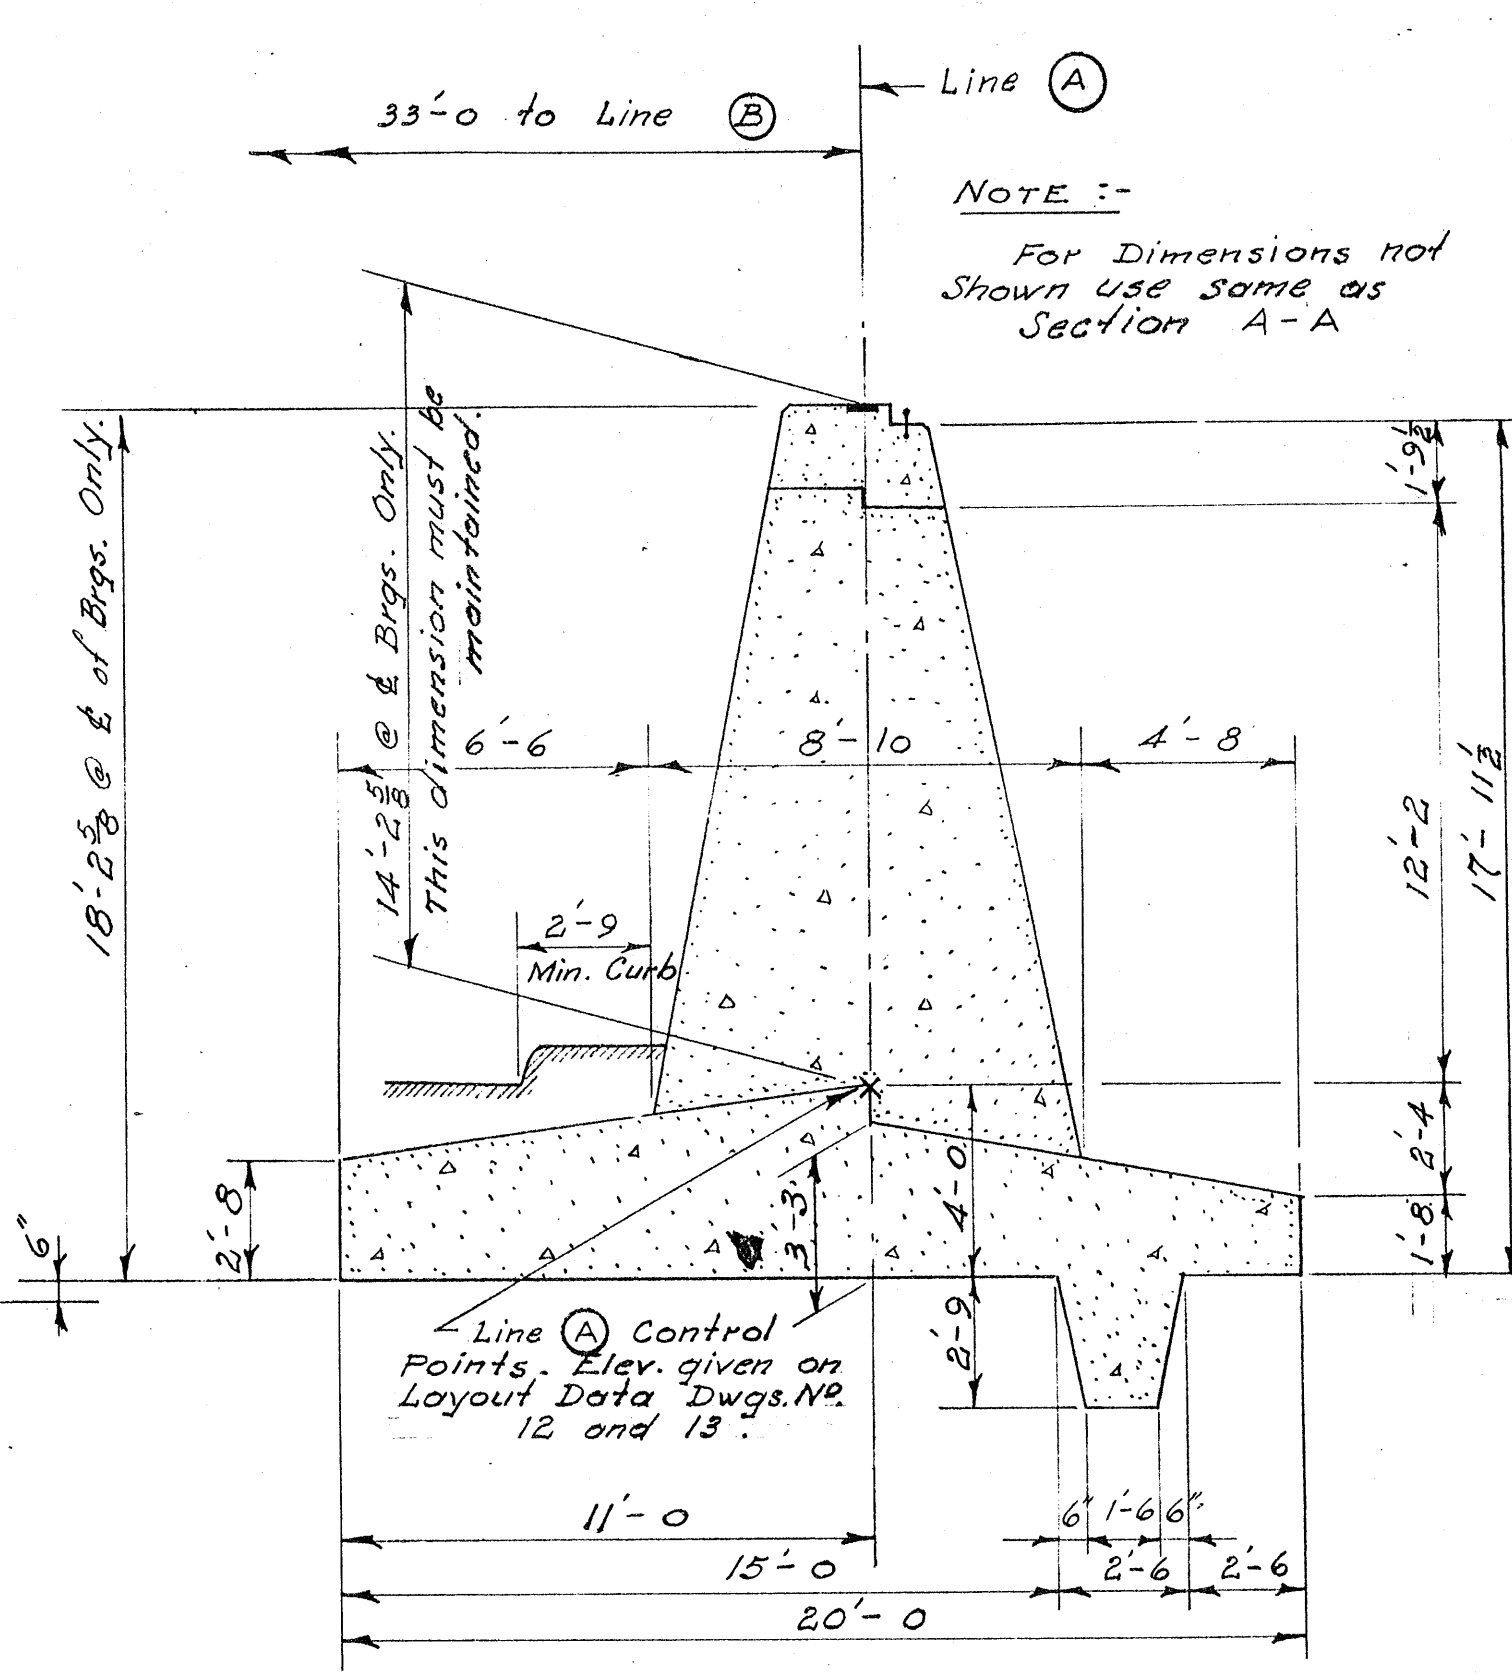 Line A
33'-0 to Line B
NOTE :-
For Dimensions not
Shown use same as
Section A-A
18'-2 5/8 @ ℄ of Brgs. Only.
14'-2 5/8" @ ℄ Brgs. Only.
This dimension must be
maintained.
1'-9 1/2
6'-6
8'-10
4'-8
12'-2
17'-11 1/2
2'-9
Min. Curb
2'-4
1'-8
2'-8
6"
3'-3
4'-0
2'-9
Line A Control
Points. Elev. given on
Layout Data Dwgs. No.
12 and 13.
11'-0
6" 1'-6 6"
15'-0
2'-6
2'-6
20'-0